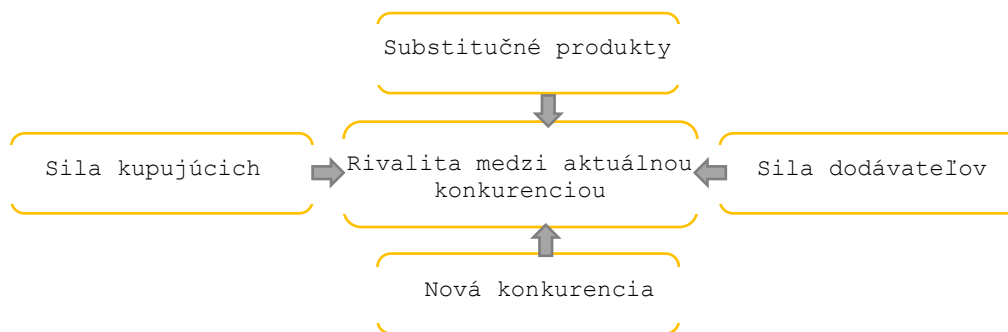 Substitučné produkty
Sila kupujúcich
Rivalita medzi aktuálnou
konkurenciou
Sila dodávateľov
Nová konkurencia